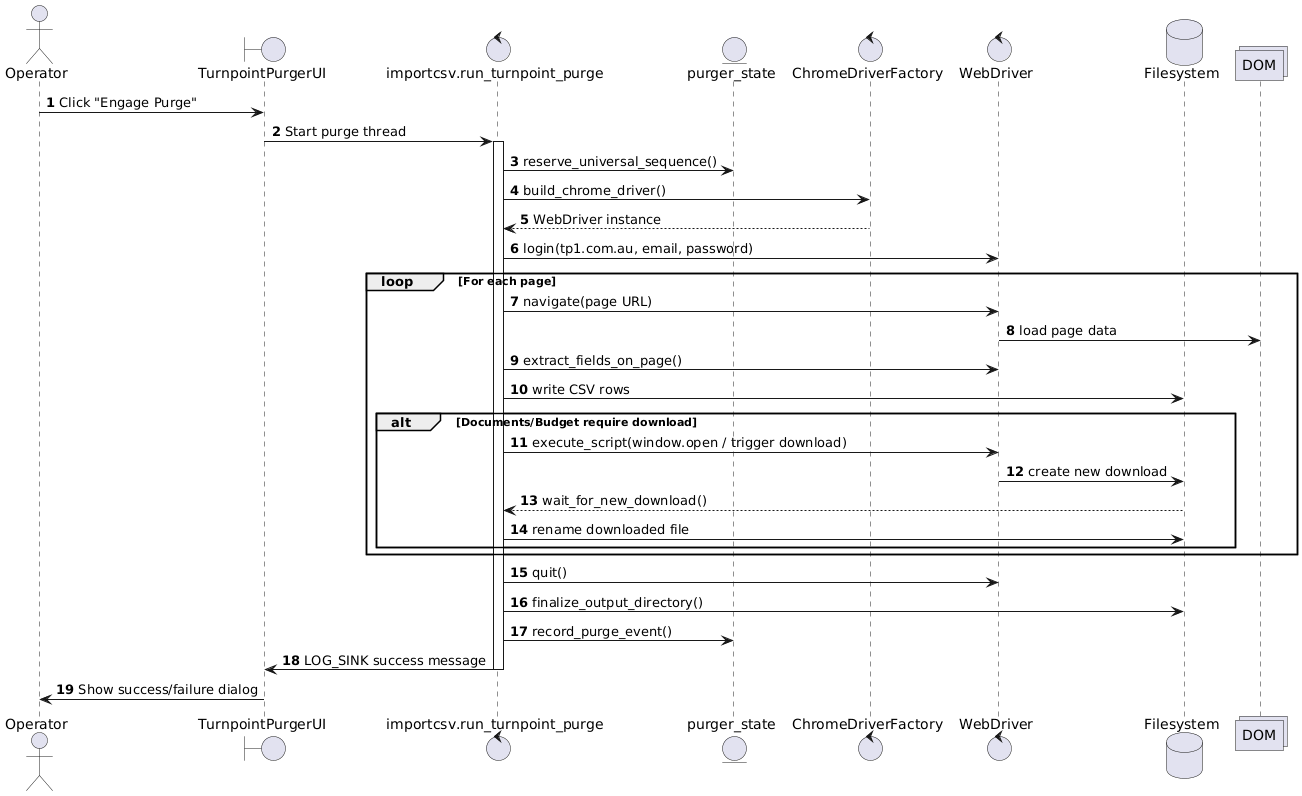 Operator
TurnpointPurgerUI
importcsv.run_turnpoint_purge
purger_state
ChromeDriverFactory
WebDriver
Filesystem
DOM
1 Click "Engage Purge"
2 Start purge thread
3 reserve_universal_sequence()
4 build_chrome_driver()
5 WebDriver instance
6 login(tp1.com.au, email, password)
loop [For each page]
7 navigate(page URL)
8 load page data
9 extract_fields_on_page()
10 write CSV rows
alt [Documents/Budget require download]
11 execute_script(window.open / trigger download)
12 create new download
13 wait_for_new_download()
14 rename downloaded file
15 quit()
16 finalize_output_directory()
17 record_purge_event()
18 LOG_SINK success message
19 Show success/failure dialog
Operator
TurnpointPurgerUI
importcsv.run_turnpoint_purge
purger_state
ChromeDriverFactory
WebDriver
Filesystem
DOM